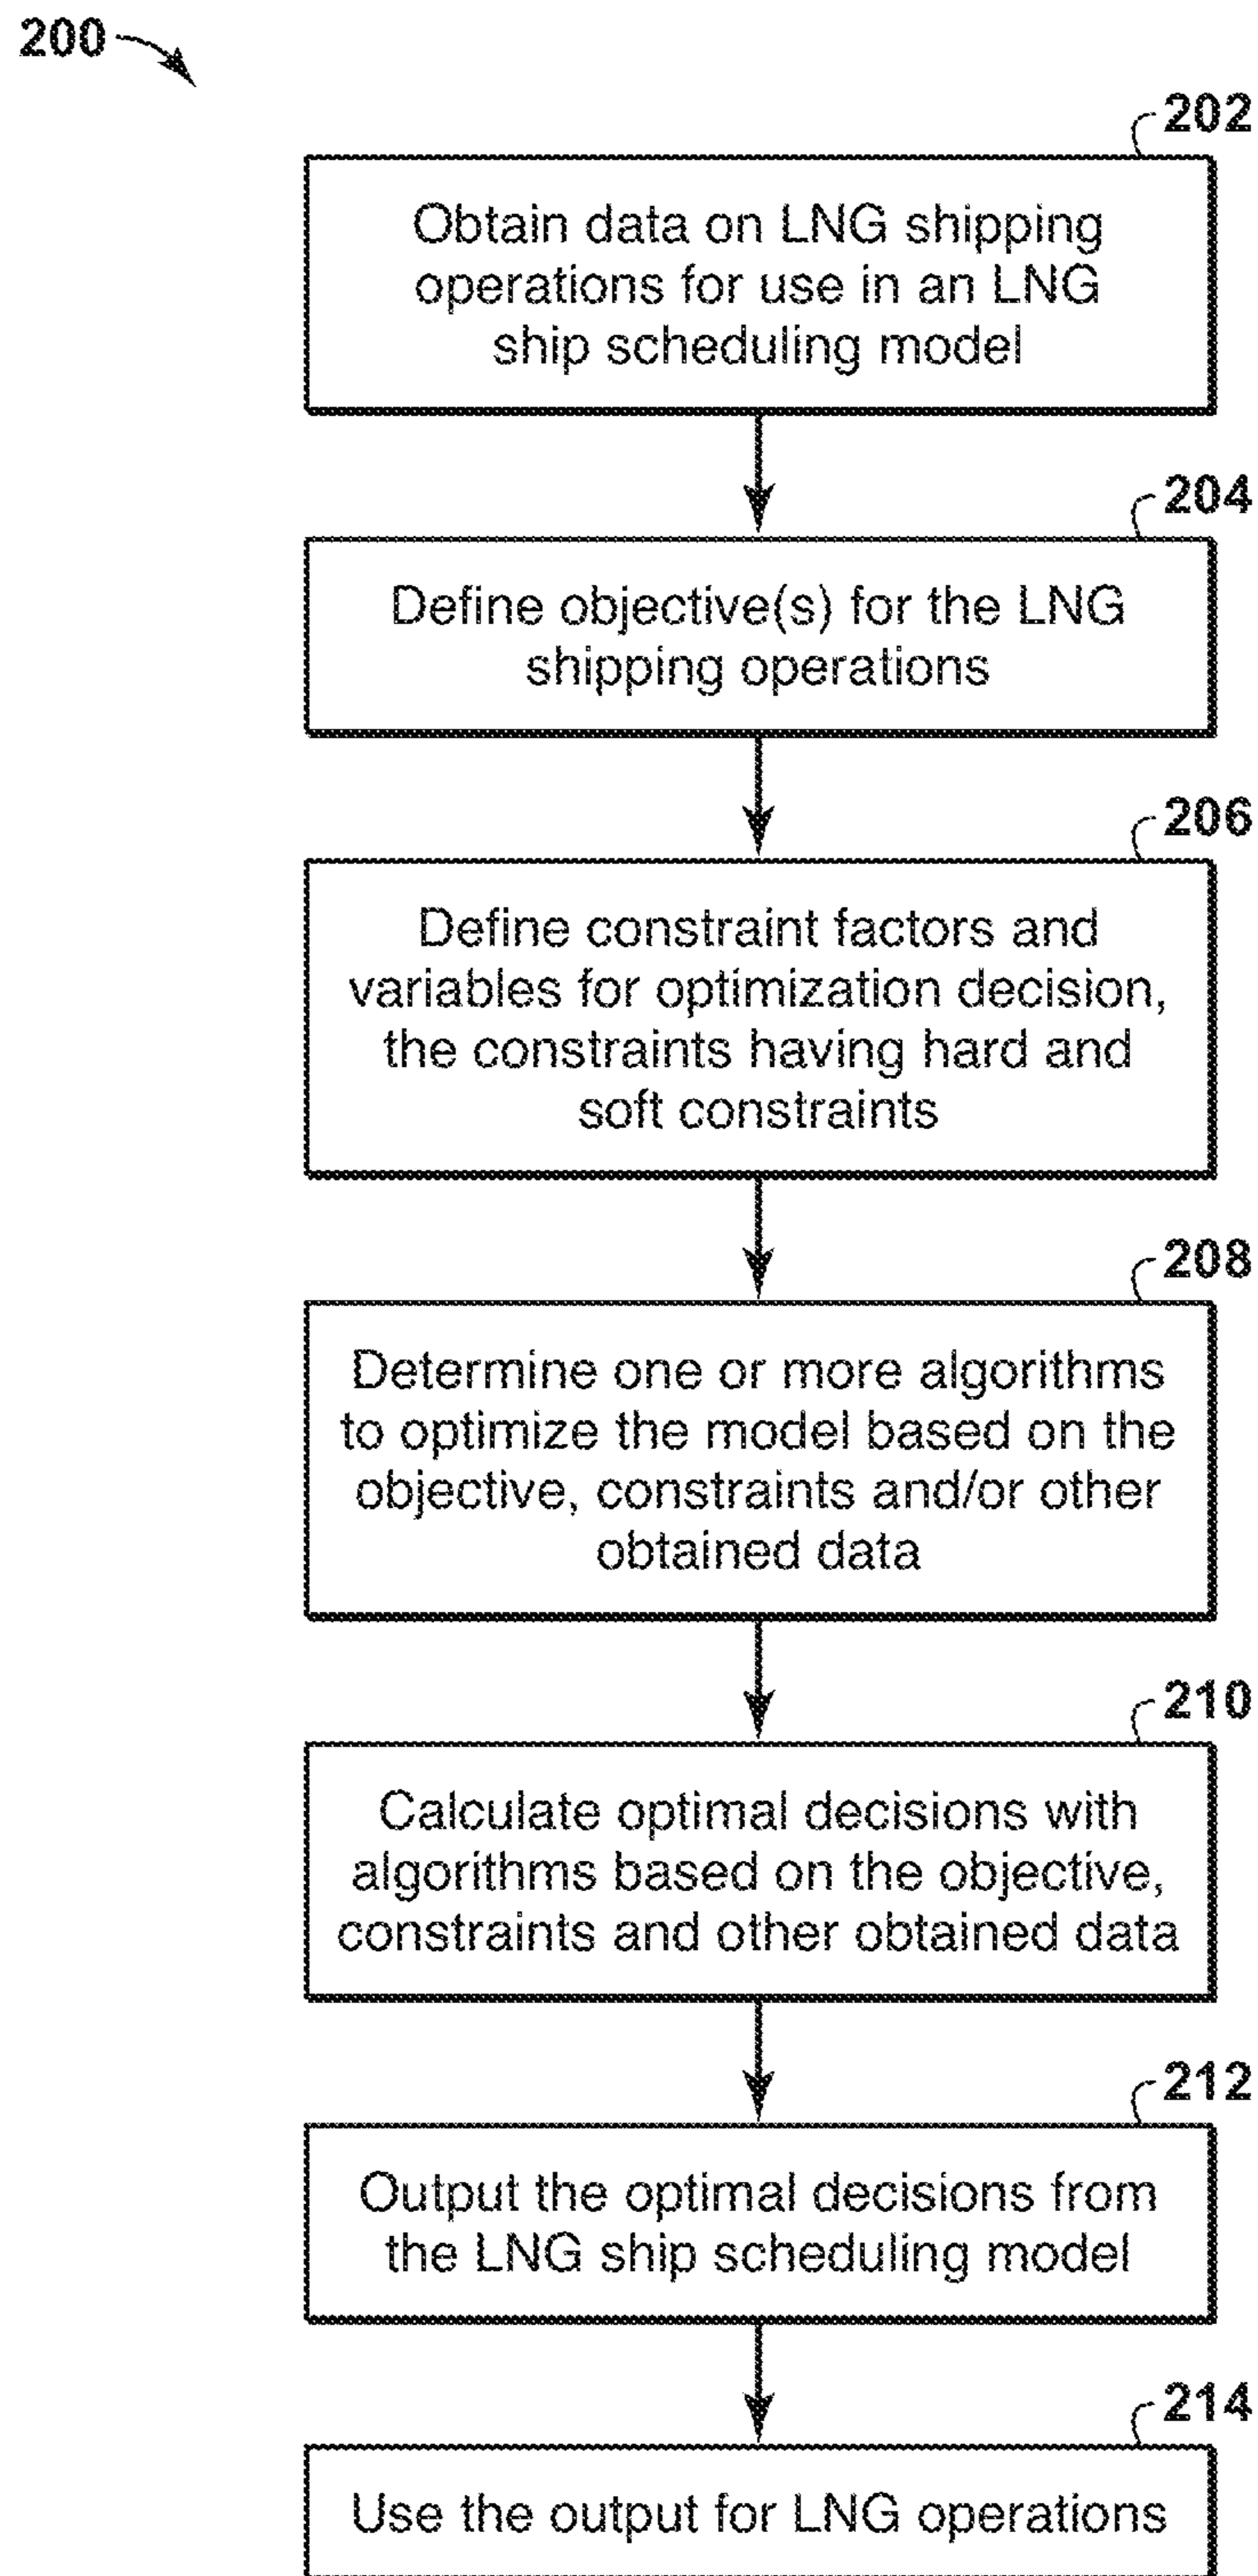 200
202
Obtain data on LNG shipping
operations for use in an LNG
ship scheduling model
204
Define objective(s) for the LNG
shipping operations
206
Define constraint factors and
variables for optimization decision,
the constraints having hard and
soft constraints
208
Determine one or more algorithms
to optimize the model based on the
objective, constraints and/or other
obtained data
210
Calculate optimal decisions with
algorithms based on the objective,
constraints and other obtained data
212
Output the optimal decisions from
the LNG ship scheduling model
214
Use the output for LNG operations